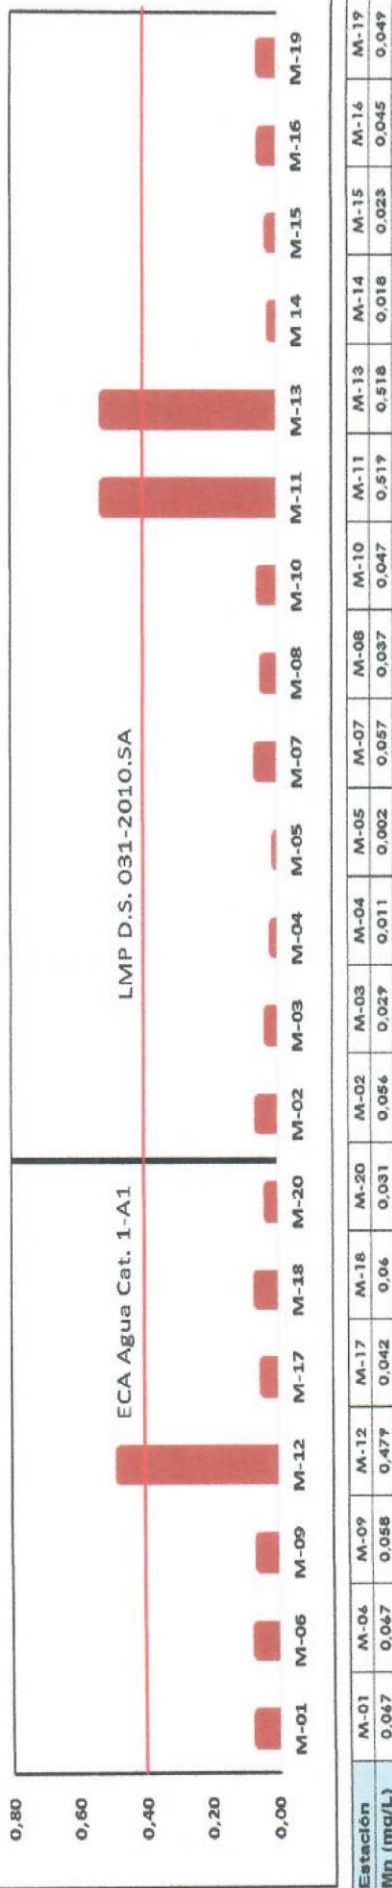 0,80
0,60
0,40
0,20
0,00
ECA Agua Cat. 1-A1
LMP D.S. 031-2010.SA
M-01 M-06 M-09 M-12 M-17 M-18 M-20 M-02 M-03 M-04 M-05 M-07 M-08 M-10 M-11 M-13 M 14 M-15 M-16 M-19
Estación M-01 M-06 M-09 M-12 M-17 M-18 M-20 M-02 M-03 M-04 M-05 M-07 M-08 M-10 M-11 M-13 M-14 M-15 M-16 M-19
Mn (mg/L) 0,067 0,067 0,058 0,479 0,042 0,06 0,031 0,056 0,029 0,011 0,002 0,057 0,037 0,047 0,519 0,518 0,018 0,023 0,045 0,049